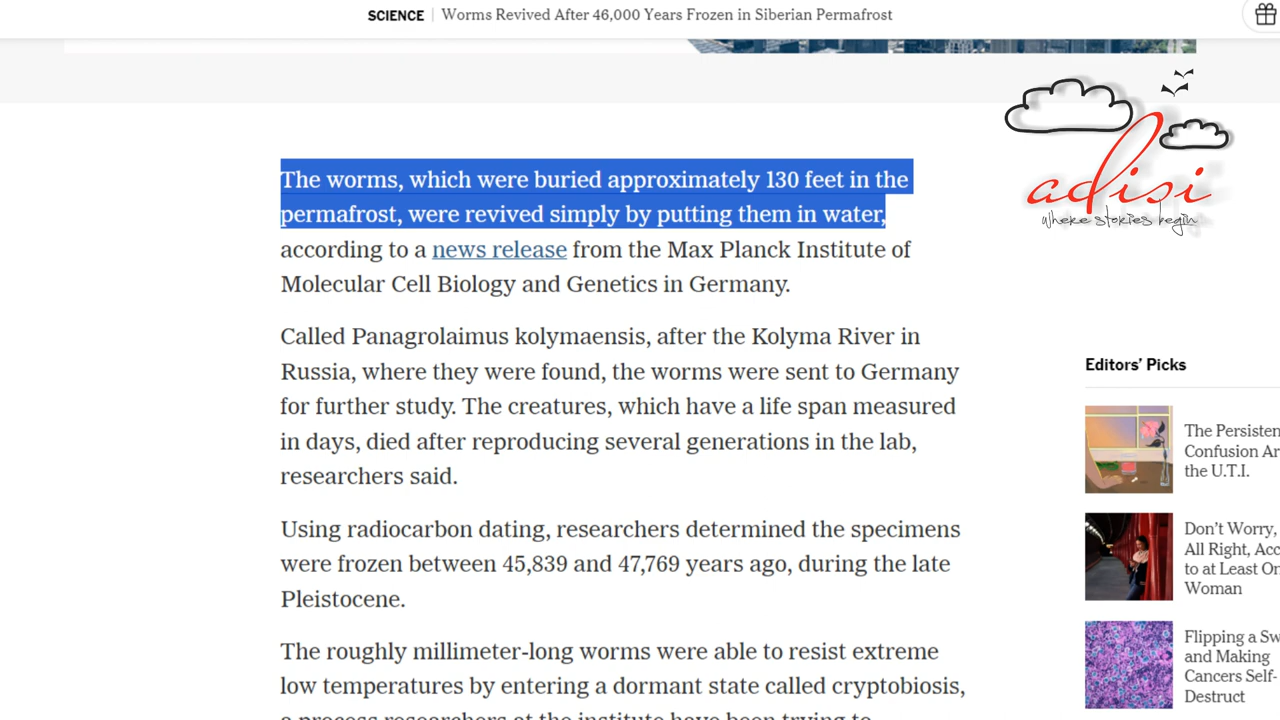 SCIENCE | Worms Revived After 46,000 Years Frozen in Siberian Permafrost
adisi
where stories begin
The worms, which were buried approximately 130 feet in the
permafrost, were revived simply by putting them in water,
according to a news release from the Max Planck Institute of
Molecular Cell Biology and Genetics in Germany.
Called Panagrolaimus kolymaensis, after the Kolyma River in
Russia, where they were found, the worms were sent to Germany
for further study. The creatures, which have a life span measured
in days, died after reproducing several generations in the lab,
researchers said.
Using radiocarbon dating, researchers determined the specimens
were frozen between 45,839 and 47,769 years ago, during the late
Pleistocene.
The roughly millimeter-long worms were able to resist extreme
low temperatures by entering a dormant state called cryptobiosis,
a process researchers at the institute have been trying to
Editors’ Picks
The Persisten
Confusion Ar
the U.T.I.
Don’t Worry,
All Right, Acc
to at Least On
Woman
Flipping a Sw
and Making
Cancers Self-
Destruct